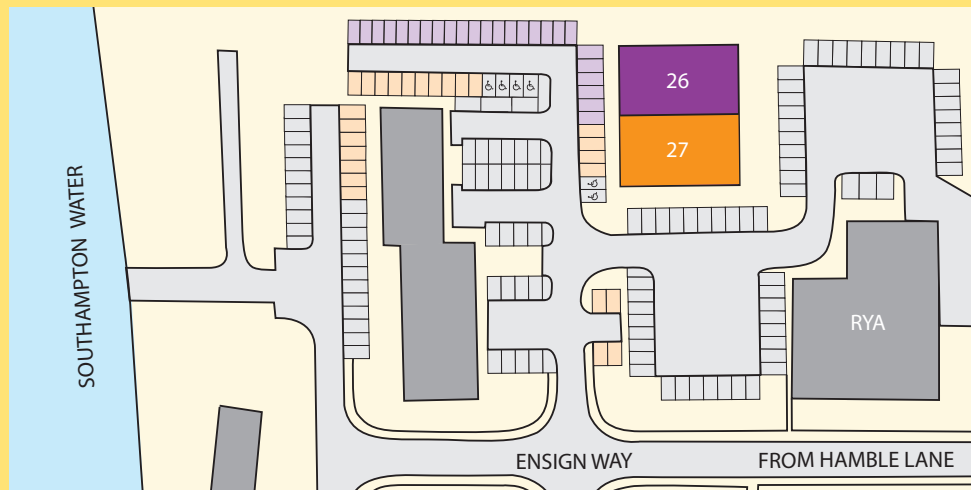 26
27
SOUTHAMPTON WATER
RYA
ENSIGN WAY
FROM HAMBLE LANE